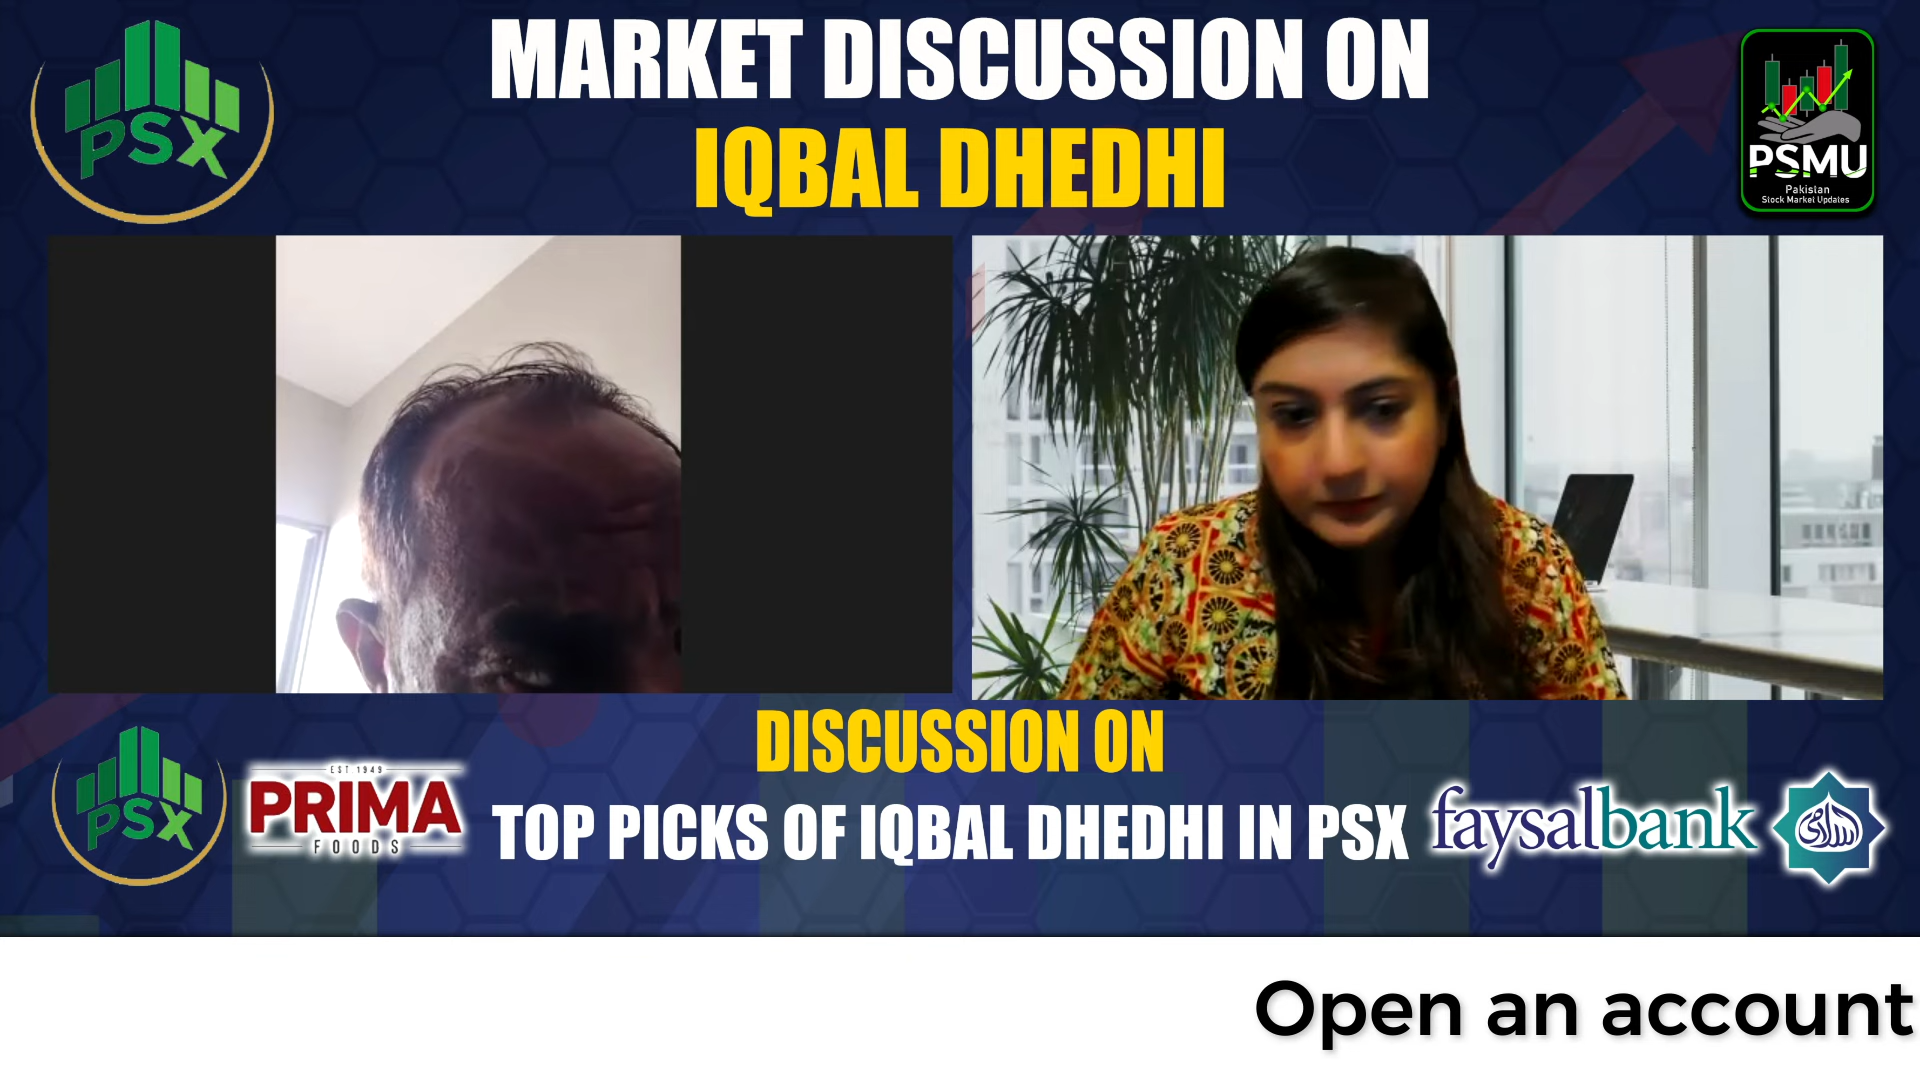 MARKET DISCUSSION ON
IQBAL DHEDHI
PSX
PSMU
Pakistan
Stock Market Updates
DISCUSSION ON
TOP PICKS OF IQBAL DHEDHI IN PSX
PSX
EST.1949
PRIMA
FOODS
faysalbank
اسلامی
Open an account